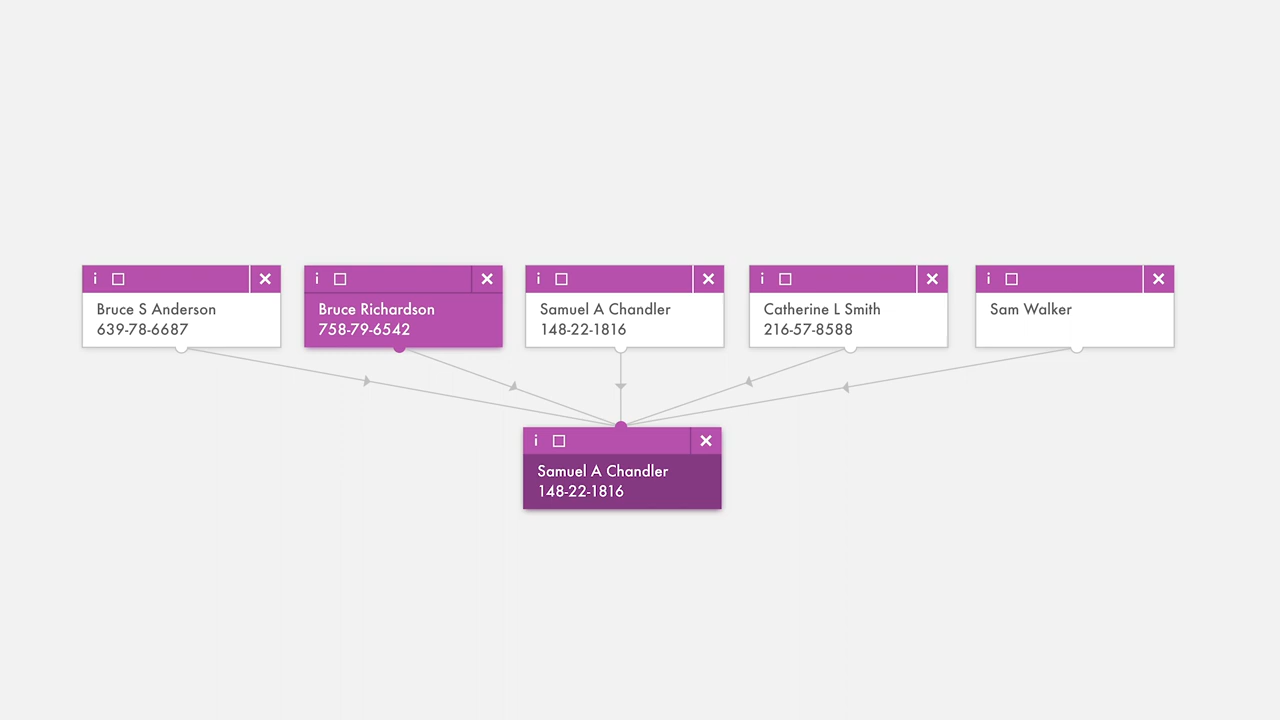 Bruce S Anderson
639-78-6687
Bruce Richardson
758-79-6542
Samuel A Chandler
148-22-1816
Catherine L Smith
216-57-8588
Sam Walker
Samuel A Chandler
148-22-1816